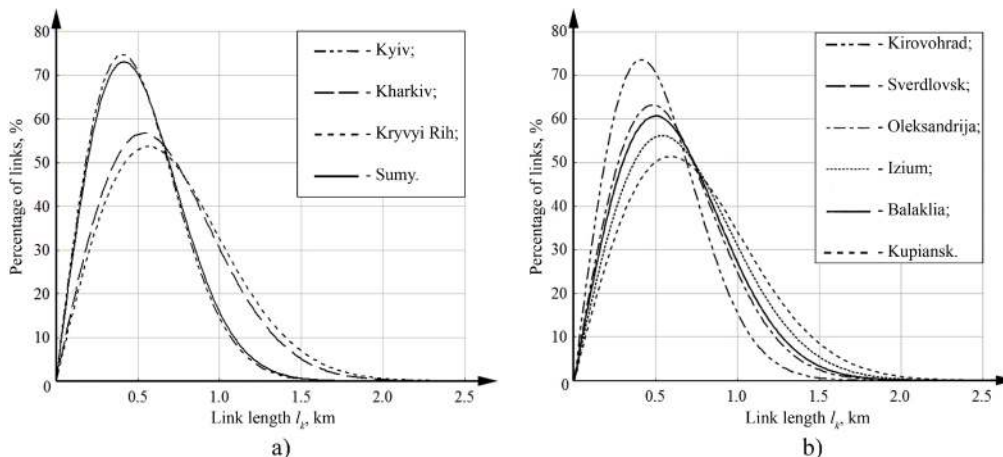 Percentage of links, %
80
70
60
50
40
30
20
10
0
0.5
1.0
1.5
2.0
2.5
Link length lk, km
- Kyiv;
- Kharkiv;
- Kryvyi Rih;
- Sumy.
a)
Percentage of links, %
80
70
60
50
40
30
20
10
0
0.5
1.0
1.5
2.0
2.5
Link length lk, km
- Kirovohrad;
- Sverdlovsk;
- Oleksandrija;
- Izium;
- Balaklia;
- Kupiansk.
b)